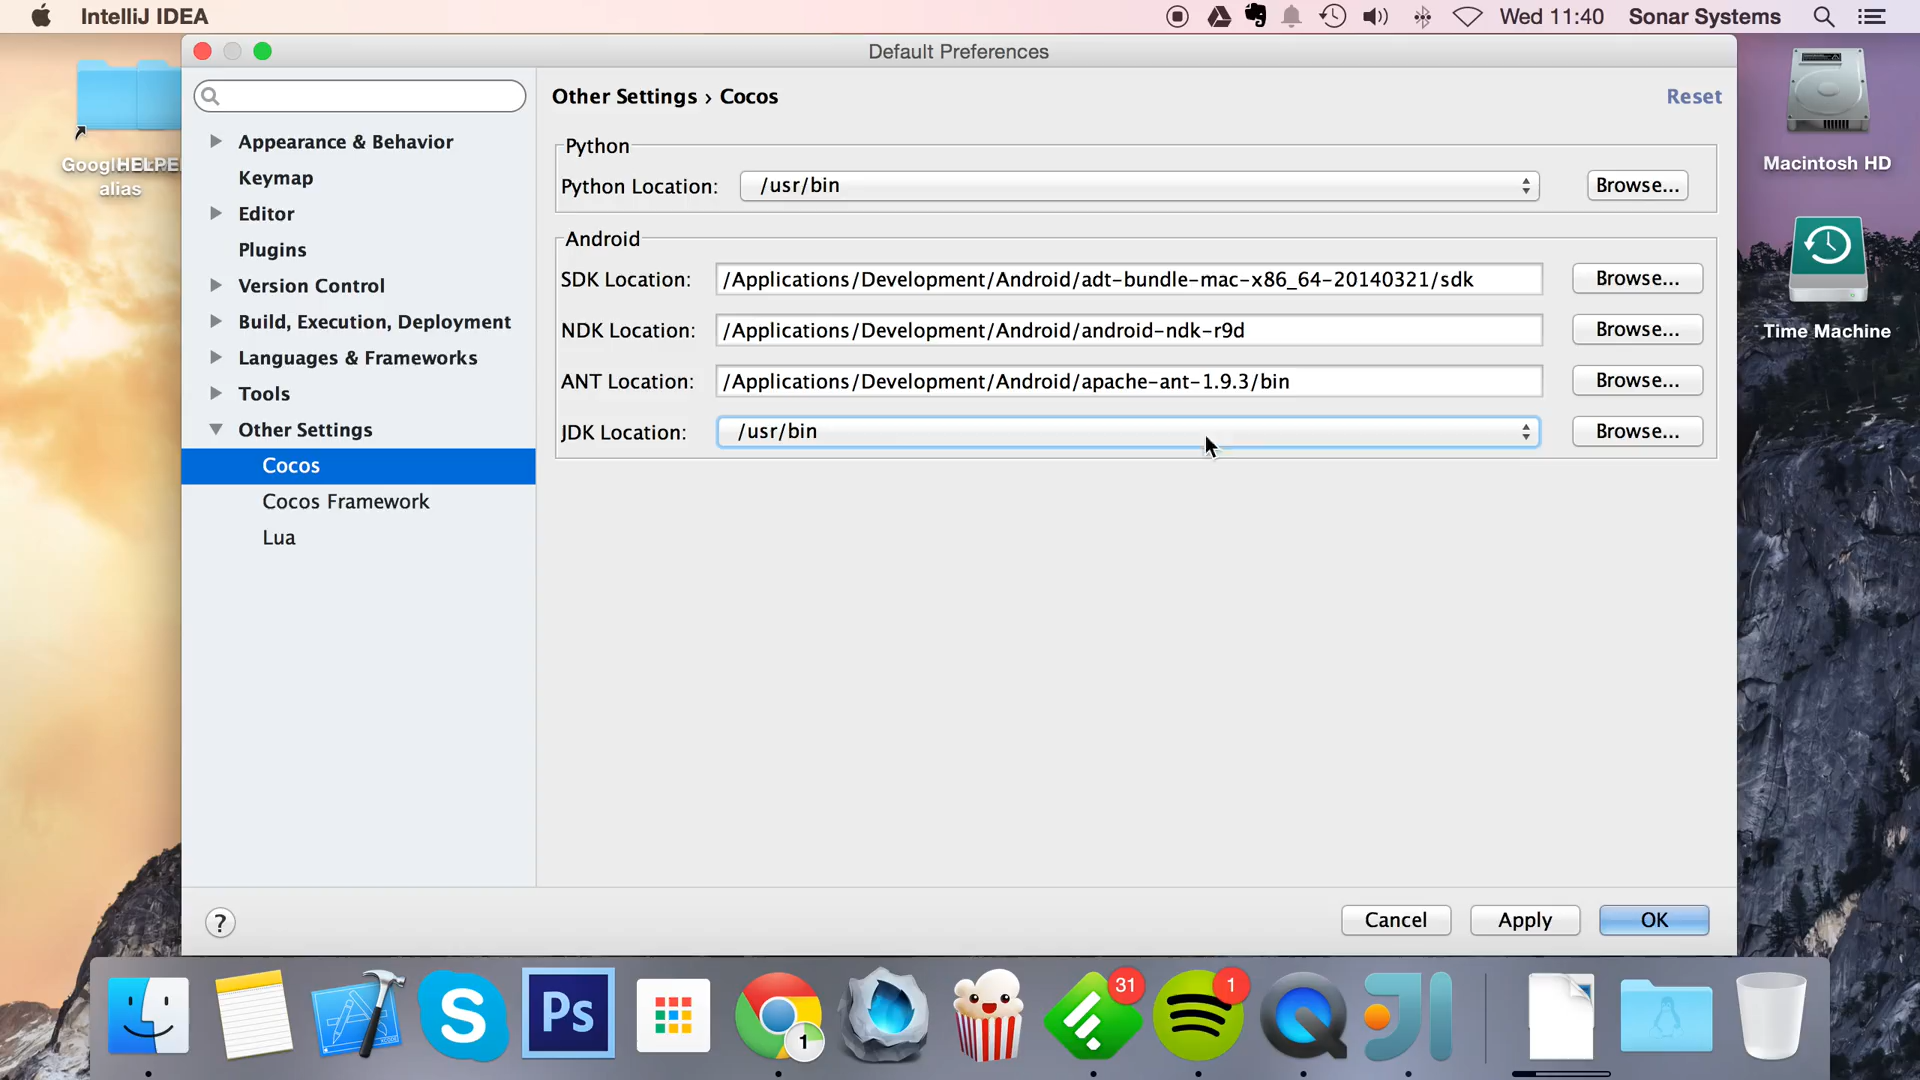 IntelliJ IDEA
Wed 11:40 Sonar Systems
Default Preferences
Other Settings › Cocos
Reset
Appearance & Behavior
Keymap
Editor
Plugins
Version Control
Build, Execution, Deployment
Languages & Frameworks
Tools
Other Settings
Cocos
Cocos Framework
Lua
Python
Python Location: /usr/bin Browse...
Android
SDK Location: /Applications/Development/Android/adt-bundle-mac-x86_64-20140321/sdk Browse...
NDK Location: /Applications/Development/Android/android-ndk-r9d Browse...
ANT Location: /Applications/Development/Android/apache-ant-1.9.3/bin Browse...
JDK Location: /usr/bin Browse...
? Cancel Apply OK
HELPE
alias
Macintosh HD
Time Machine
S
Ps
1
31
1